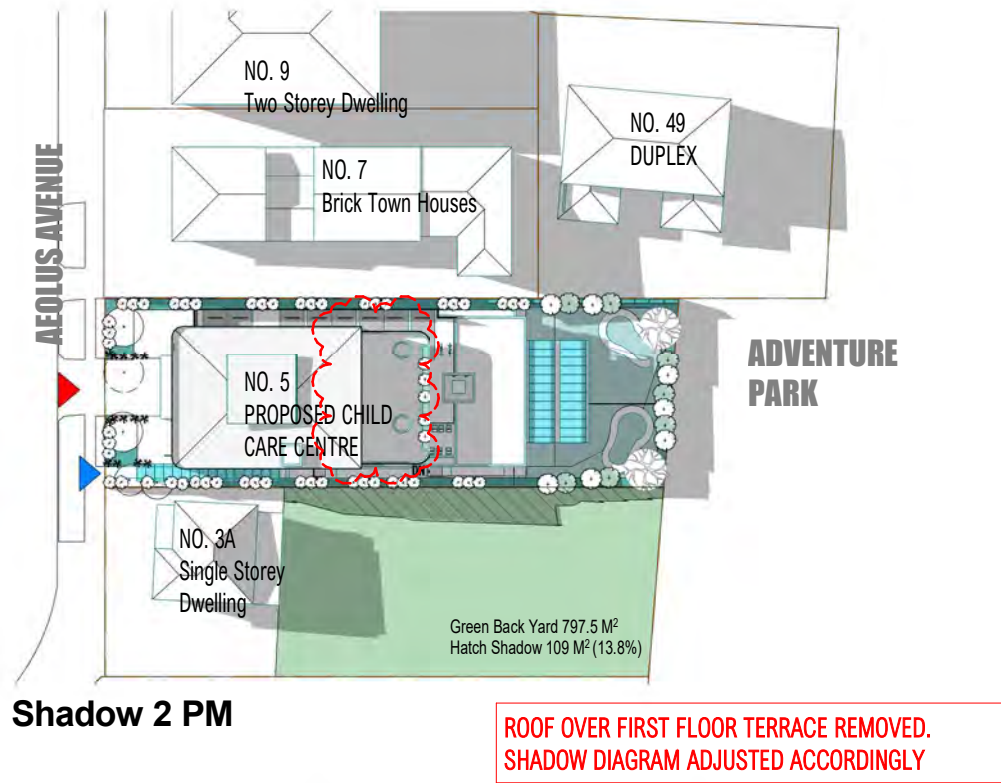 NO. 9
Two Storey Dwelling
NO. 49
DUPLEX
NO. 7
Brick Town Houses
AEOLUS AVENUE
ADVENTURE
PARK
NO. 5
PROPOSED CHILD
CARE CENTRE
NO. 3A
Single Storey
Dwelling
Green Back Yard 797.5 M²
Hatch Shadow 109 M² (13.8%)
Shadow 2 PM
ROOF OVER FIRST FLOOR TERRACE REMOVED.
SHADOW DIAGRAM ADJUSTED ACCORDINGLY